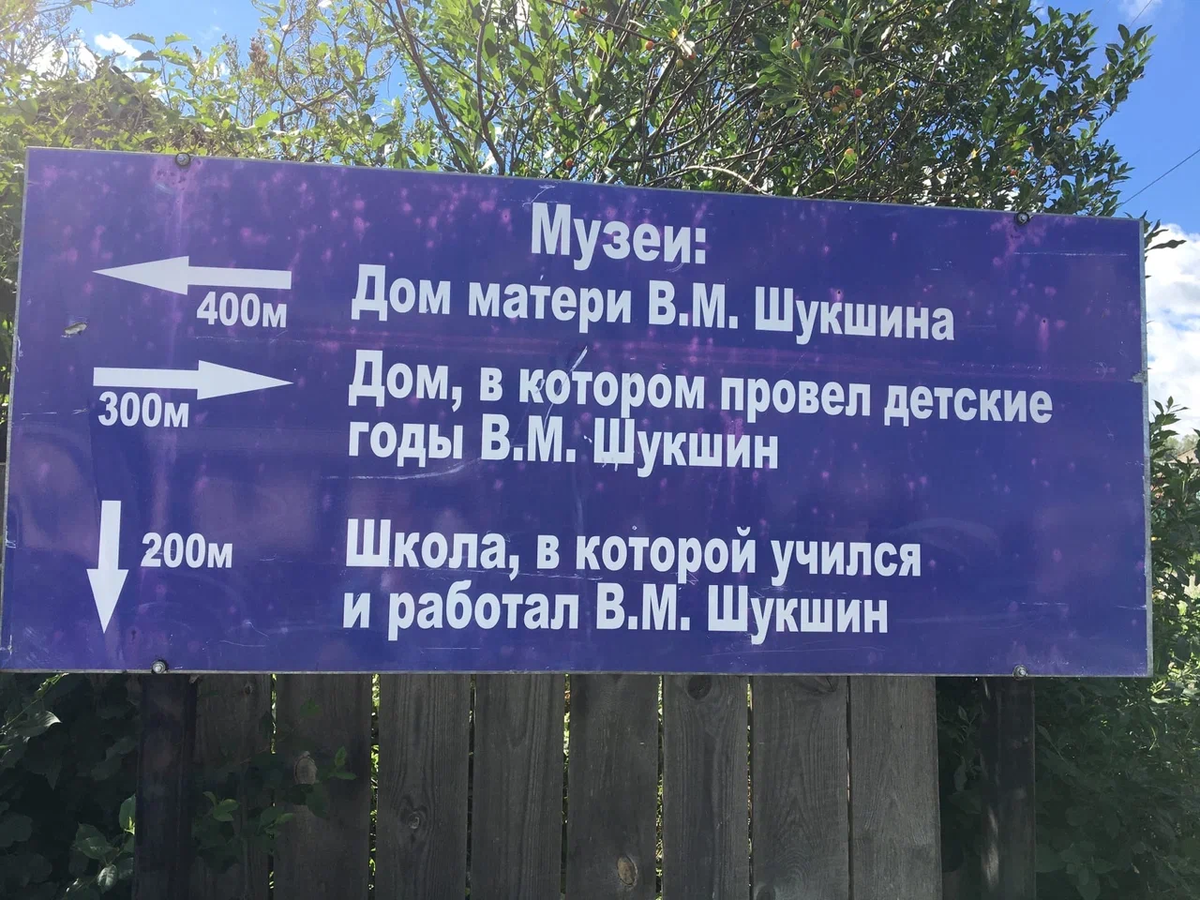 Музеи:
400м Дом матери В.М. Шукшина
300м Дом, в котором провел детские
годы В.М. Шукшин
200м Школа, в которой учился
и работал В.М. Шукшин